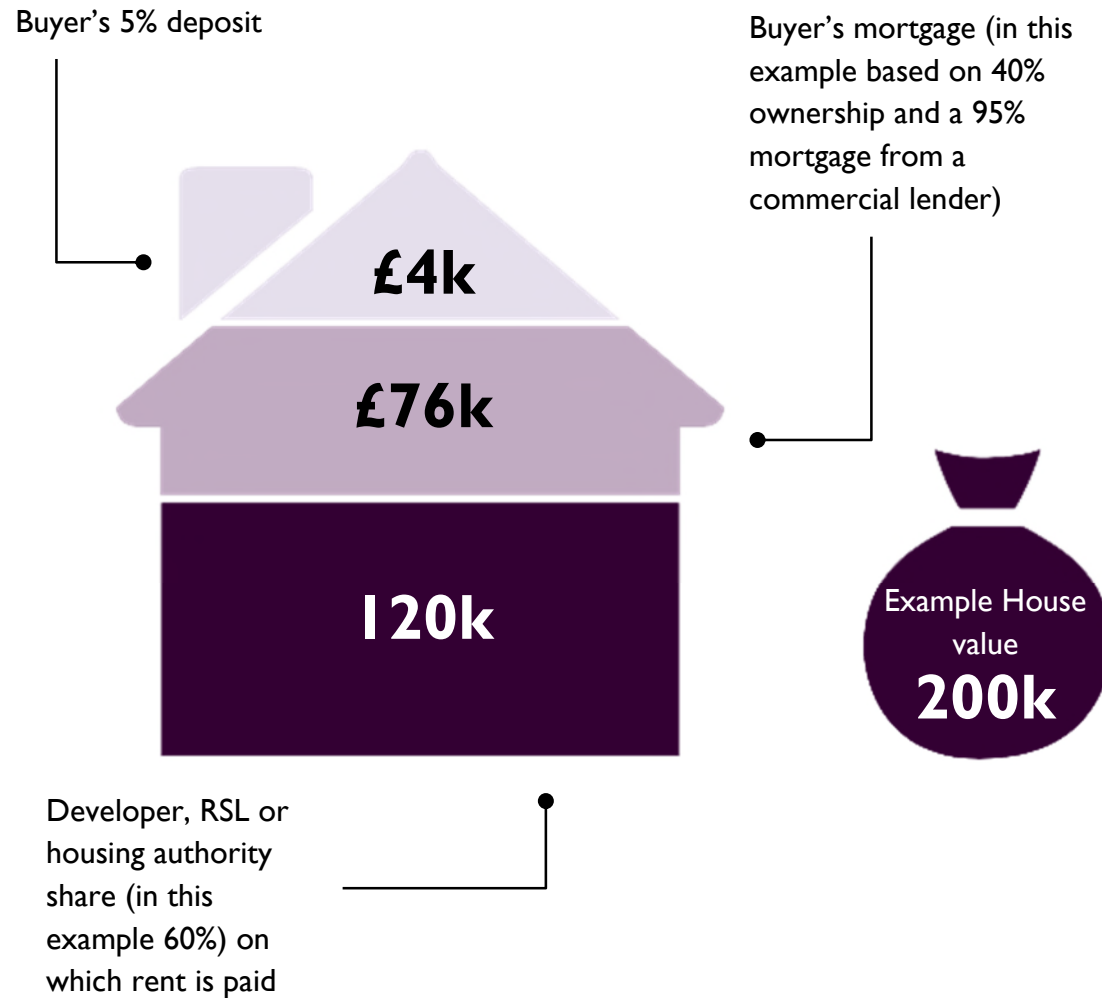 Buyer’s 5% deposit
Buyer’s mortgage (in this
example based on 40%
ownership and a 95%
mortgage from a
commercial lender)
£4k
£76k
120k
Example House
value
200k
Developer, RSL or
housing authority
share (in this
example 60%) on
which rent is paid